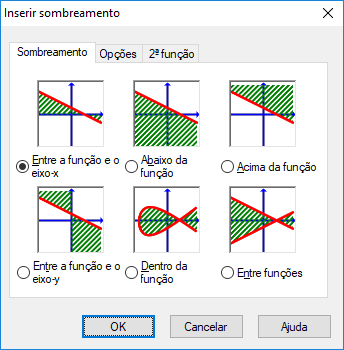 Inserir sombreamento
Sombreamento Opções 2ª função
Entre a função e o
eixo-x
Abaixo da
função
Acima da função
Entre a função e o
eixo-y
Dentro da
função
Entre funções
OK Cancelar Ajuda